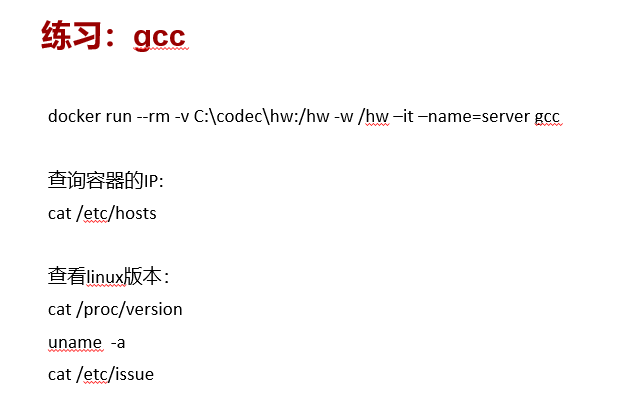 练习：gcc
docker run --rm -v C:\codec\hw:/hw -w /hw –it –name=server gcc
查询容器的IP:
cat /etc/hosts
查看linux版本：
cat /proc/version
uname  -a
cat /etc/issue